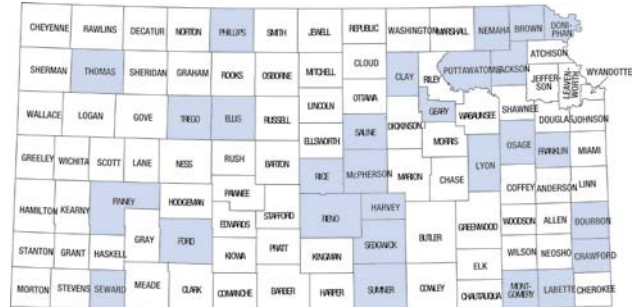 CHEYENNE RAWLINS DECATUR NORTON PHILLIPS SMITH JEWELL REPUBLIC WASHINGTON MARSHALL NEMAHA BROWN DONI-
PHAN
SHERMAN THOMAS SHERIDAN GRAHAM ROOKS OSBORNE MITCHELL CLOUD CLAY RILEY POTTAWATOMIE JACKSON ATCHISON
JEFFER-
SON
LEAVEN-
WORTH
WYANDOTTE
LINCOLN OTTAWA
WALLACE LOGAN GOVE TREGO ELLIS RUSSELL ELLSWORTH SALINE DICKINSON GEARY MORRIS WABAUNSEE SHAWNEE DOUGLAS JOHNSON
GREELEY WICHITA SCOTT LANE NESS RUSH BARTON RICE McPHERSON MARION CHASE LYON OSAGE FRANKLIN MIAMI
HAMILTON KEARNY FINNEY HODGEMAN PAWNEE STAFFORD RENO HARVEY COFFEY ANDERSON LINN
EDWARDS
GRAY FORD SEDGWICK BUTLER GREENWOOD WOODSON ALLEN BOURBON
STANTON GRANT HASKELL KIOWA PRATT KINGMAN ELK WILSON NEOSHO CRAWFORD
MORTON STEVENS SEWARD MEADE CLARK COMANCHE BARBER HARPER SUMNER COWLEY CHAUTAUQUA MONT-
GOMERY
LABETTE CHEROKEE